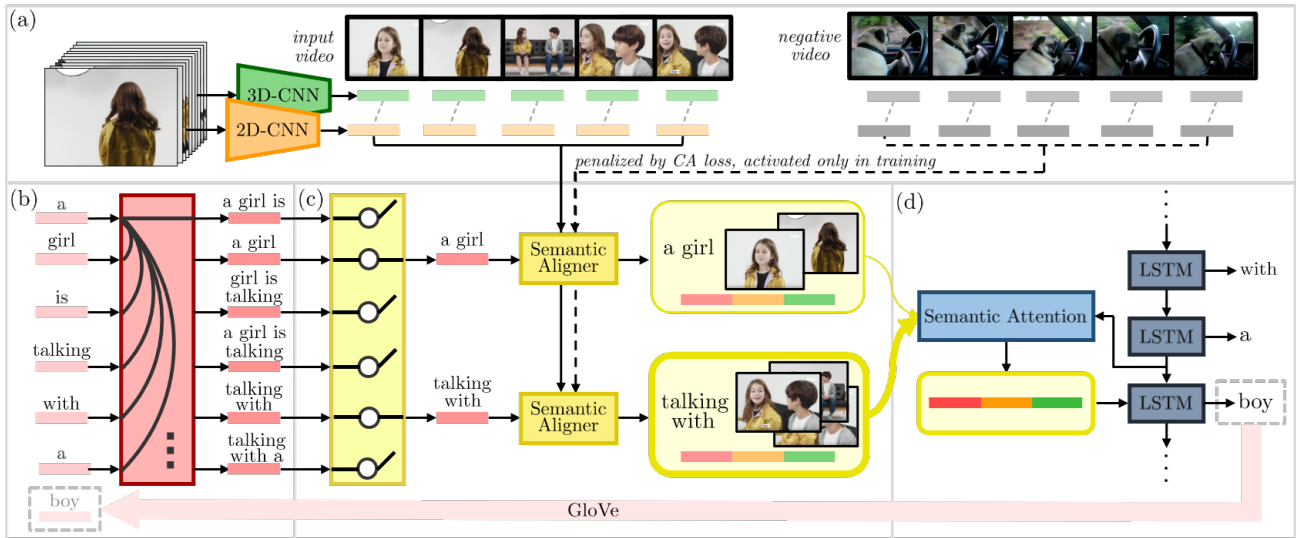 (a)
input
video
negative
video
3D-CNN
2D-CNN
penalized by CA loss, activated only in training
(b)
a
girl
is
talking
with
a
boy
a girl is
a girl
girl is
talking
a girl is
talking
talking
with
talking
with a
(c)
a girl
talking
with
Semantic
Aligner
Semantic
Aligner
a girl
talking
with
(d)
Semantic Attention
LSTM
with
LSTM
a
LSTM
boy
GloVe